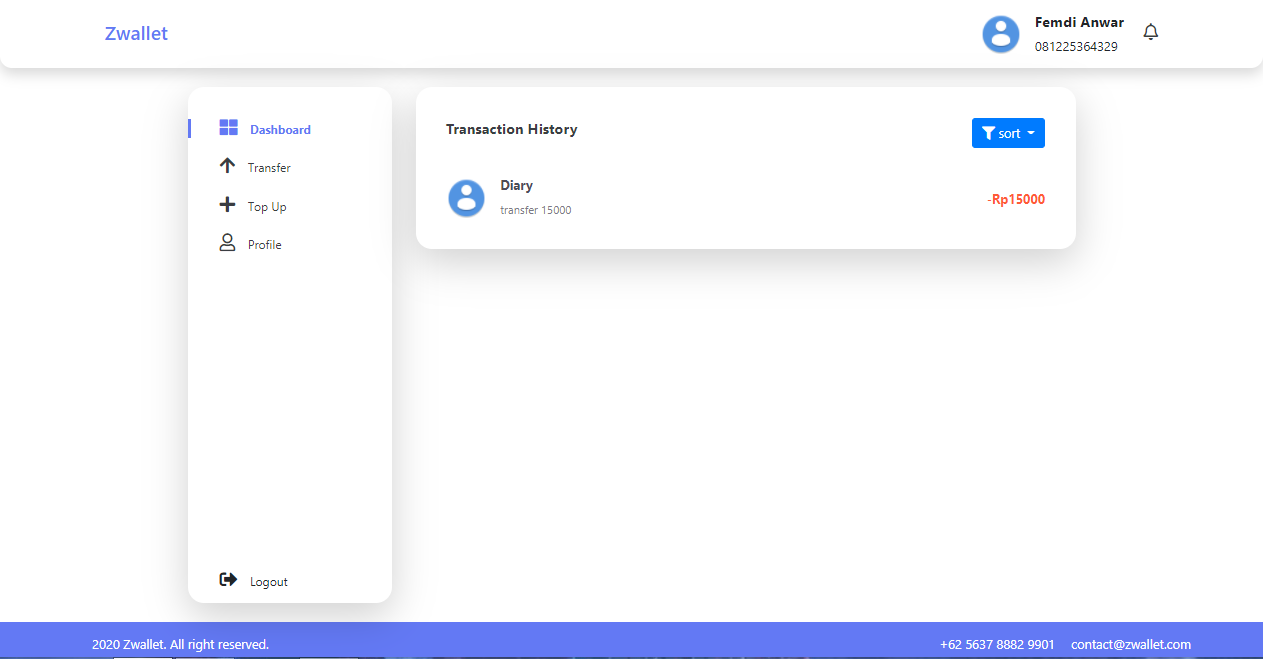 Zwallet
Femdi Anwar
081225364329
Dashboard
Transfer
Top Up
Profile
Logout
Transaction History
sort
Diary
transfer 15000
-Rp15000
2020 Zwallet. All right reserved.
+62 5637 8882 9901
contact@zwallet.com